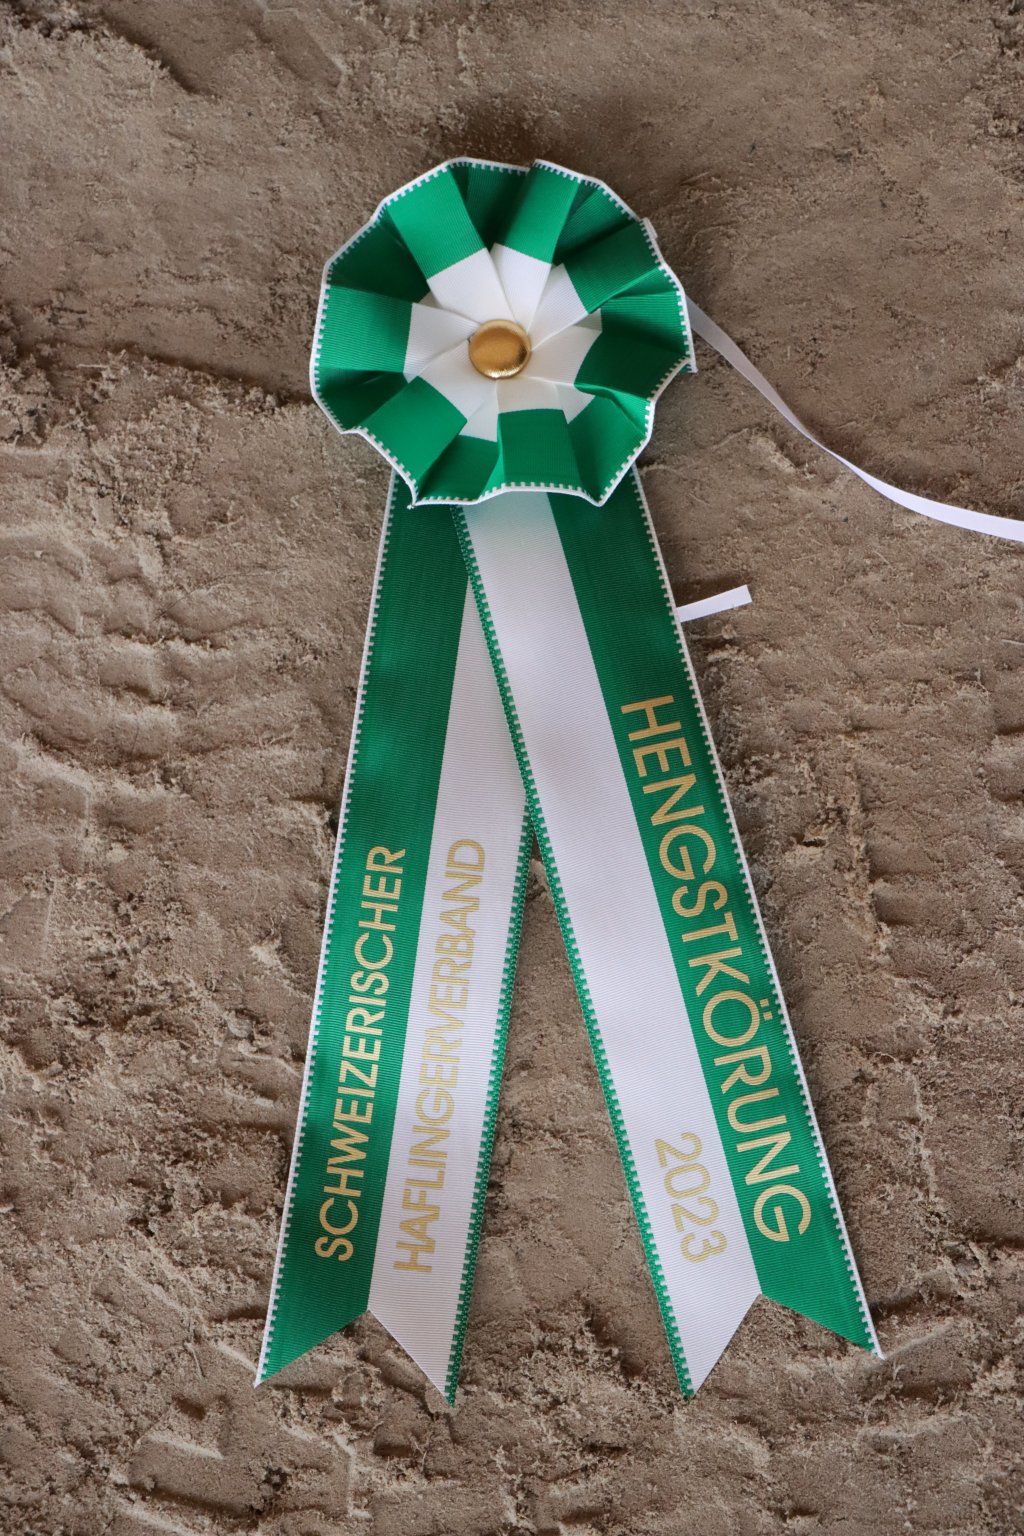 SCHWEIZERISCHER
HAFLINGERVERBAND
HENGSTKÖRUNG
2023